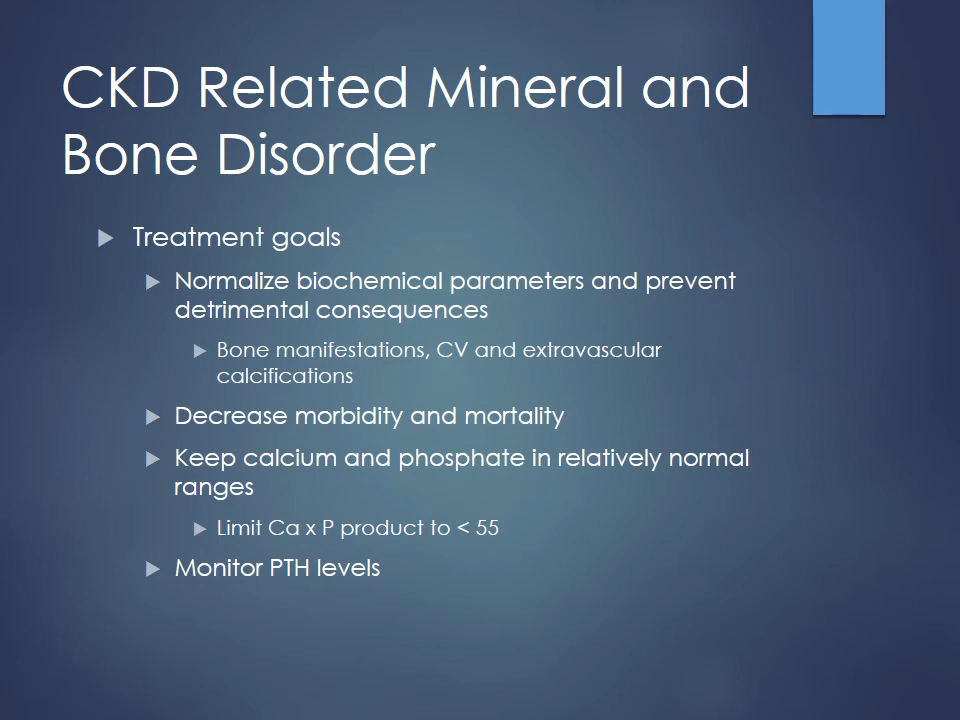 CKD Related Mineral and
Bone Disorder
Treatment goals
Normalize biochemical parameters and prevent
detrimental consequences
Bone manifestations, CV and extravascular
calcifications
Decrease morbidity and mortality
Keep calcium and phosphate in relatively normal
ranges
Limit Ca x P product to < 55
Monitor PTH levels